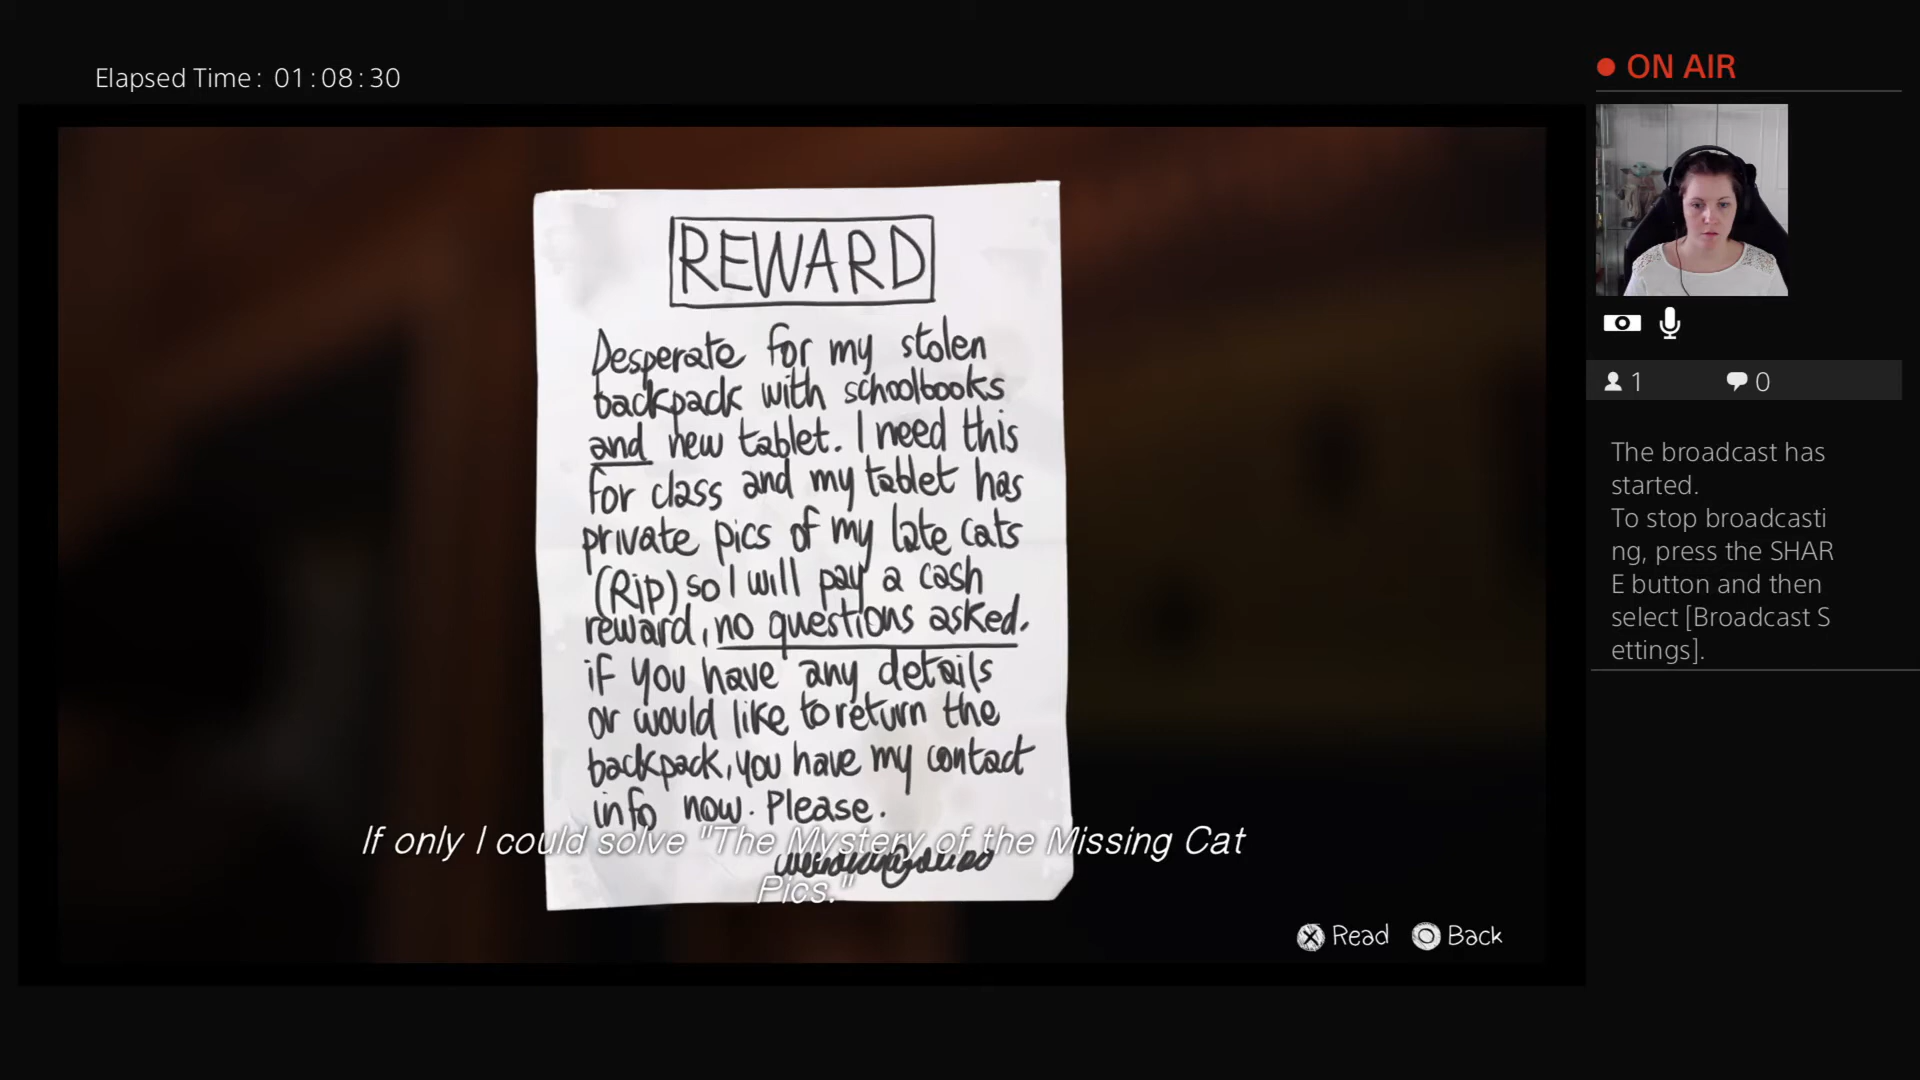 Elapsed Time: 01:08:30
ON AIR
REWARD
Desperate for my stolen
backpack with schoolbooks
and new tablet. I need this
for class and my tablet has
private pics of my late cats
(Rip) so I will pay a cash
reward, no questions asked.
if you have any details
or would like to return the
backpack, you have my contact
info now. Please.
If only I could solve "The Mystery of the Missing Cat
Pics."
Read
Back
1
0
The broadcast has
started.
To stop broadcasti
ng, press the SHAR
E button and then
select [Broadcast S
ettings].